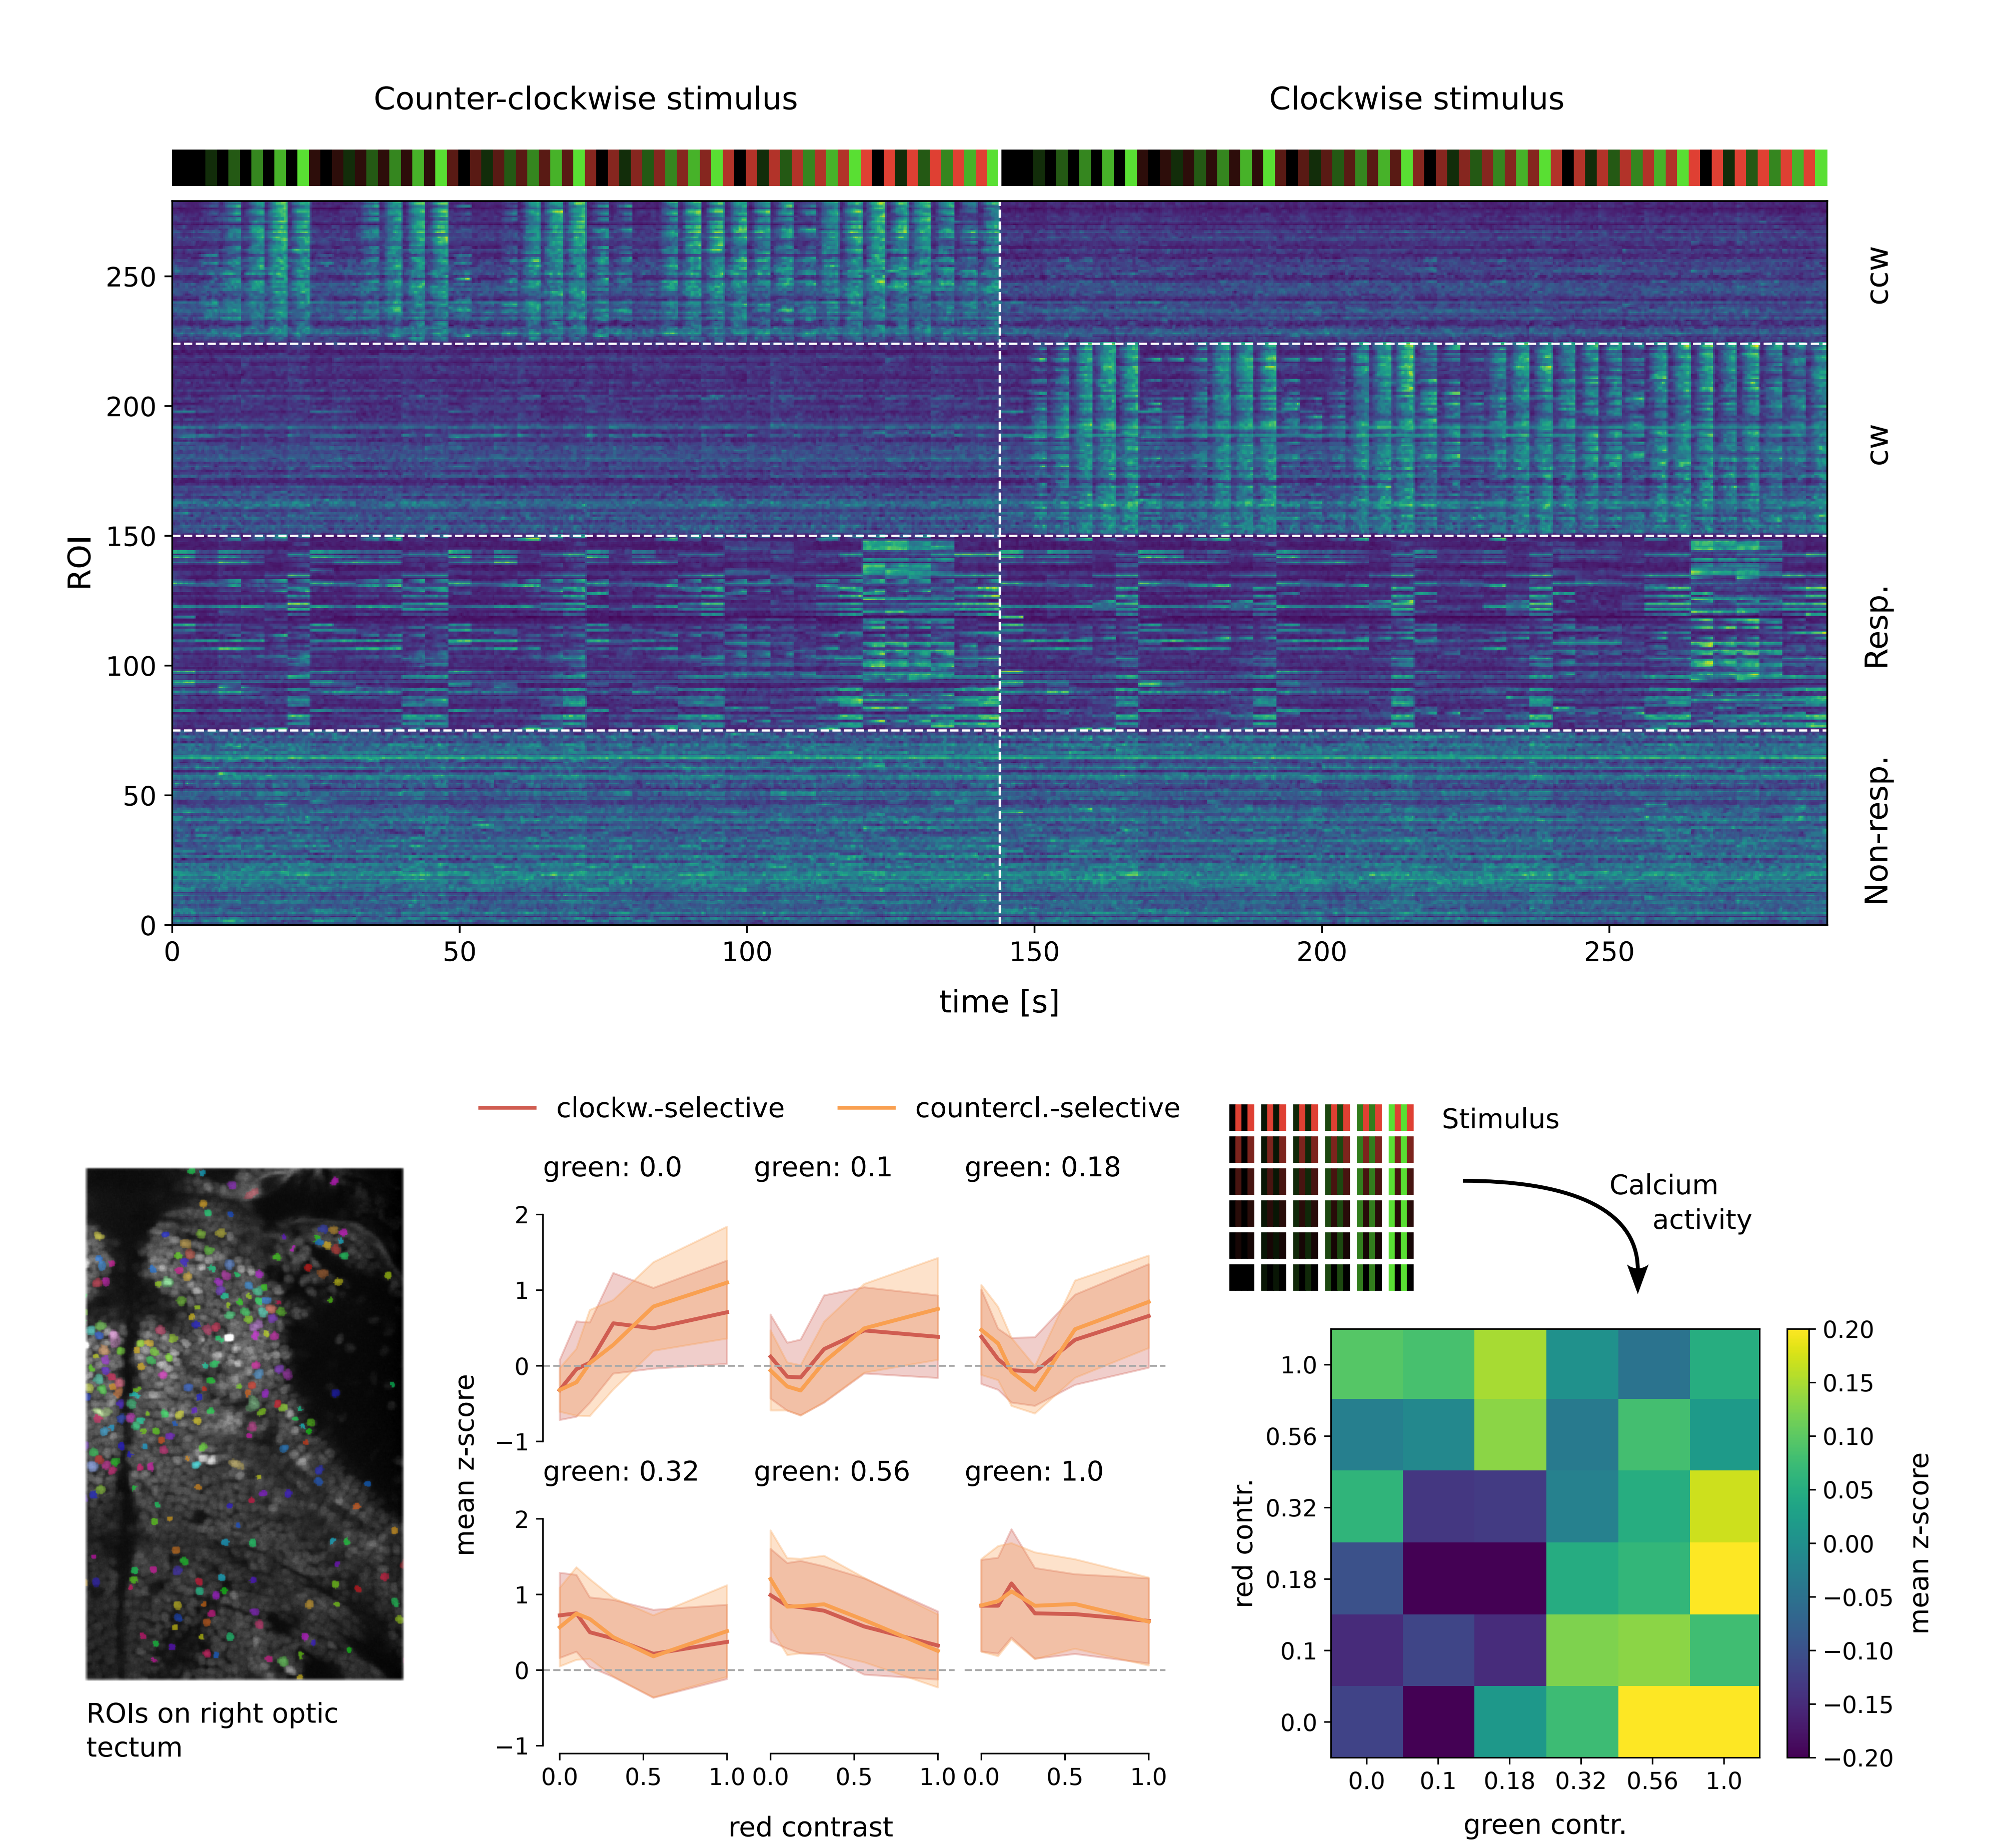 Counter-clockwise stimulus
Clockwise stimulus
ROI
250
200
150
100
50
0
ccw
cw
Resp.
Non-resp.
0
50
100
150
200
250
time [s]
clockw.-selective
countercl.-selective
green: 0.0
green: 0.1
green: 0.18
2
1
0
−1
green: 0.32
green: 0.56
green: 1.0
2
1
0
−1
mean z-score
0.0
0.5
1.0
0.0
0.5
1.0
0.0
0.5
1.0
red contrast
ROIs on right optic
tectum
Stimulus
Calcium
activity
red contr.
1.0
0.56
0.32
0.18
0.1
0.0
0.0
0.1
0.18
0.32
0.56
1.0
green contr.
0.20
0.15
0.10
0.05
0.00
−0.05
−0.10
−0.15
−0.20
mean z-score